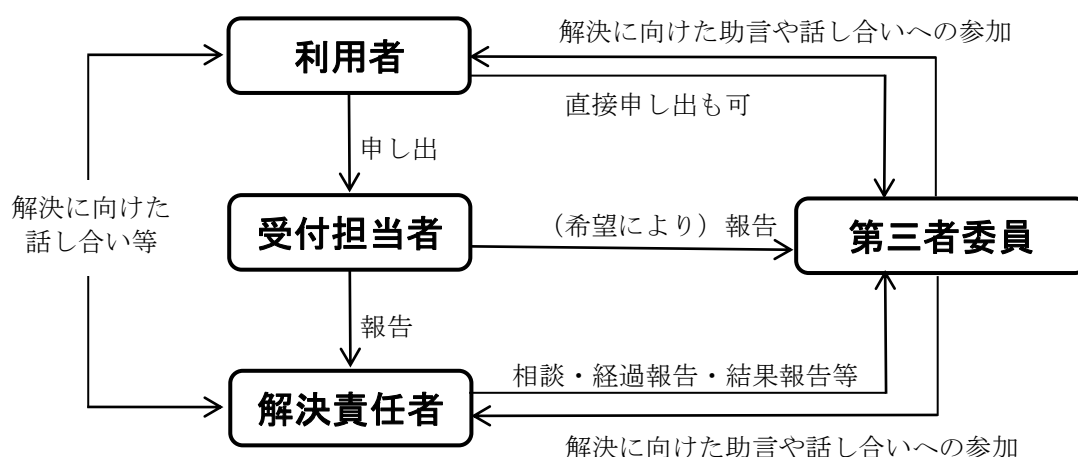 解決に向けた助言や話し合いへの参加
利用者
直接申し出も可
申し出
解決に向けた
話し合い等
受付担当者
（希望により）報告
第三者委員
報告
相談・経過報告・結果報告等
解決責任者
解決に向けた助言や話し合いへの参加